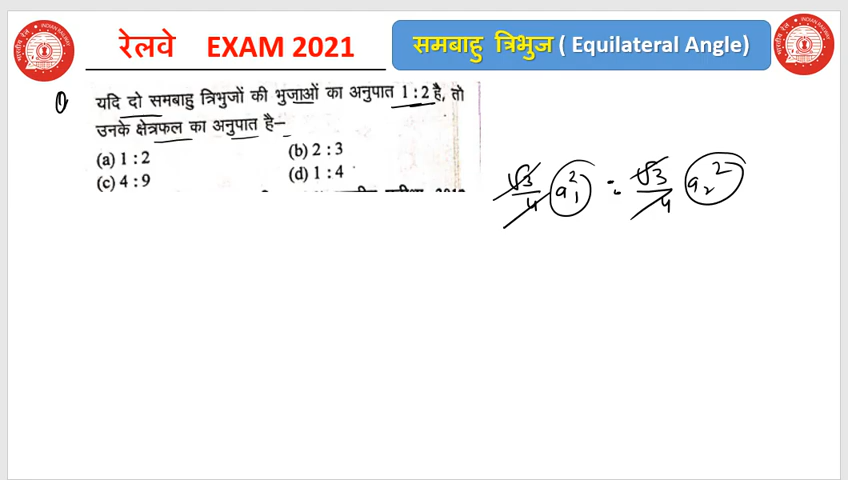 रेलवे EXAM 2021
समबाहु त्रिभुज ( Equilateral Angle)
Q यदि दो समबाहु त्रिभुजों की भुजाओं का अनुपात 1 : 2 है, तो
उनके क्षेत्रफल का अनुपात है–
(a) 1 : 2 (b) 2 : 3
(c) 4 : 9 (d) 1 : 4
√3/4 a₁² : √3/4 a₂²